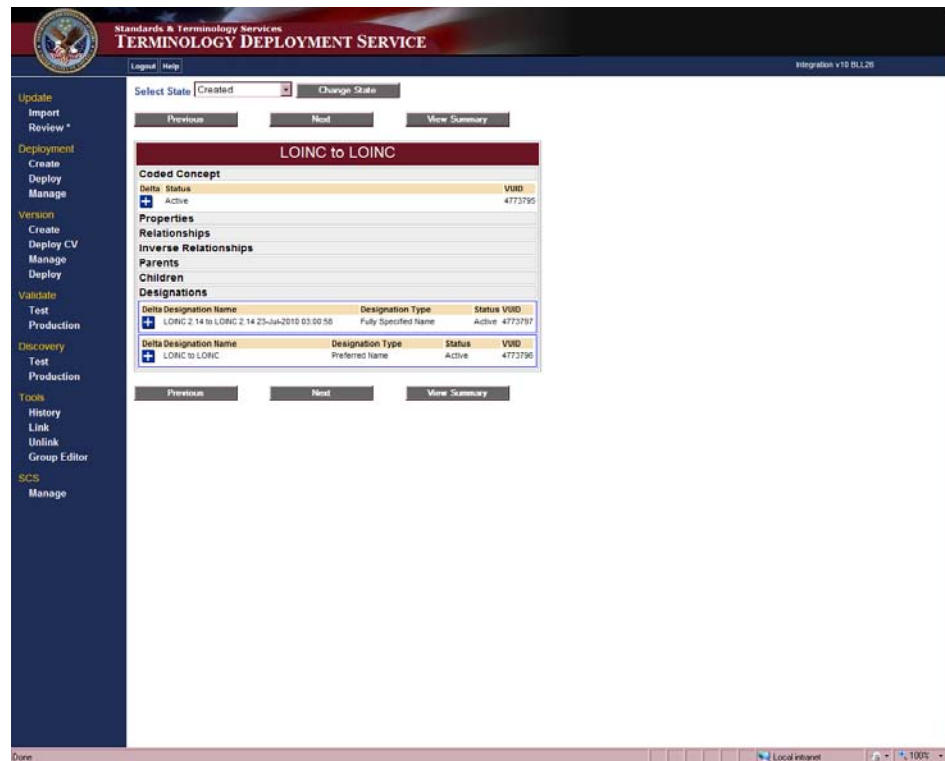 Standards & Terminology Services
TERMINOLOGY DEPLOYMENT SERVICE
Logout Help
Integration v10 BLL26
Update
Import
Review *
Deployment
Create
Deploy
Manage
Version
Create
Deploy CV
Manage
Deploy
Validate
Test
Production
Discovery
Test
Production
Tools
History
Link
Unlink
Group Editor
SCS
Manage
Select State Created Change State
Previous Next View Summary
LOINC to LOINC
Coded Concept
Delta Status VUID
Active 4773795
Properties
Relationships
Inverse Relationships
Parents
Children
Designations
Delta Designation Name Designation Type Status VUID
LOINC 2.14 to LOINC 2.14 23-Jul-2010 03:00:58 Fully Specified Name Active 4773797
Delta Designation Name Designation Type Status VUID
LOINC to LOINC Preferred Name Active 4773796
Previous Next View Summary
Done Local intranet 100%